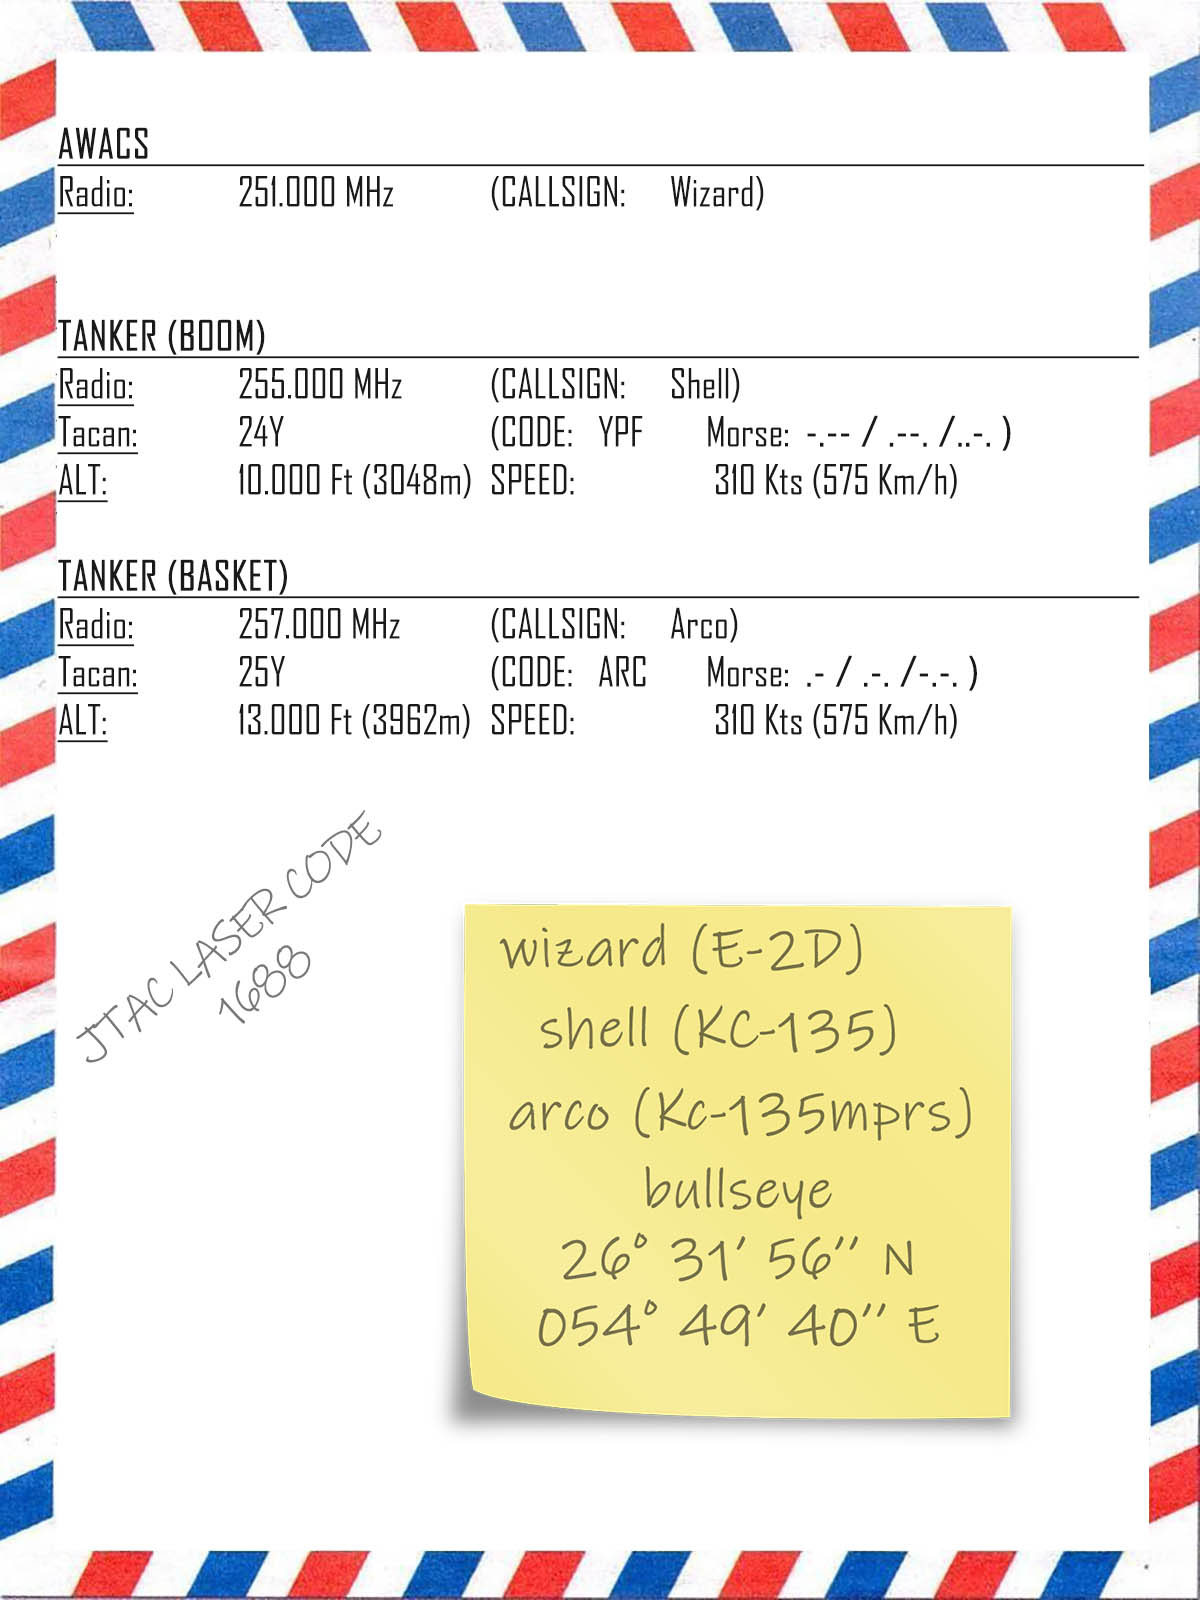 AWACS
Radio: 251.000 MHz (CALLSIGN: Wizard)
TANKER (BOOM)
Radio: 255.000 MHz (CALLSIGN: Shell)
Tacan: 24Y (CODE: YPF Morse: -.-- / .--. /..-. )
ALT: 10.000 Ft (3048m) SPEED: 310 Kts (575 Km/h)
TANKER (BASKET)
Radio: 257.000 MHz (CALLSIGN: Arco)
Tacan: 25Y (CODE: ARC Morse: .- / .-. /-.-. )
ALT: 13.000 Ft (3962m) SPEED: 310 Kts (575 Km/h)
JTAC LASER CODE
1688
wizard (E-2D)
shell (KC-135)
arco (Kc-135mprs)
bullseye
26° 31' 56'' N
054° 49' 40'' E